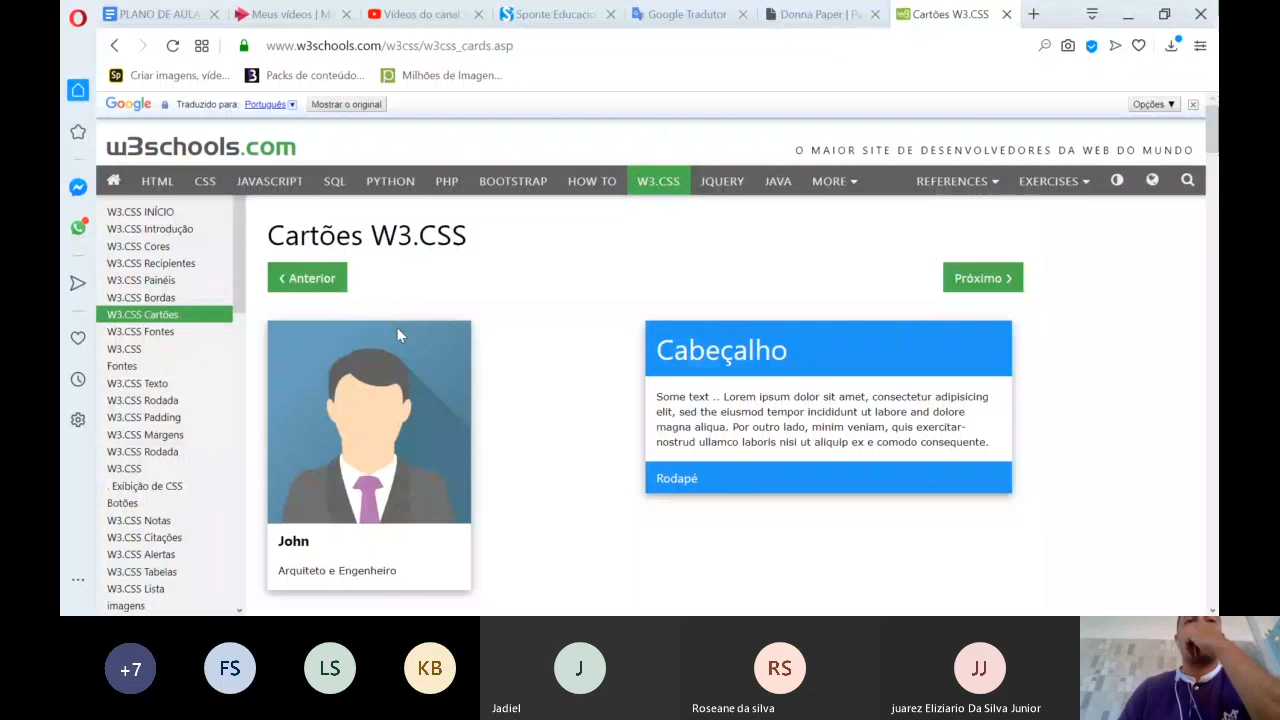 PLANO DE AULA
Meus vídeos | M
Vídeos do canal
Sponte Educacio
Google Tradutor
Donna Paper | Pa
Cartões W3.CSS
www.w3schools.com/w3css/w3css_cards.asp
Criar imagens, víde...
Packs de conteúdo...
Milhões de Imagen...
Google Traduzido para: Português Mostrar o original Opções ▼
w3schools.com
O MAIOR SITE DE DESENVOLVEDORES DA WEB DO MUNDO
HTML CSS JAVASCRIPT SQL PYTHON PHP BOOTSTRAP HOW TO W3.CSS JQUERY JAVA MORE REFERENCES EXERCISES
W3.CSS INÍCIO
W3.CSS Introdução
W3.CSS Cores
W3.CSS Recipientes
W3.CSS Painéis
W3.CSS Bordas
W3.CSS Cartões
W3.CSS Fontes
W3.CSS
Fontes
W3.CSS Texto
W3.CSS Rodada
W3.CSS Padding
W3.CSS Margens
W3.CSS Rodada
W3.CSS
. Exibição de CSS
Botões
W3.CSS Notas
W3.CSS Citações
W3.CSS Alertas
W3.CSS Tabelas
W3.CSS Lista
imagens
Cartões W3.CSS
❮ Anterior
Próximo ❯
John
Arquiteto e Engenheiro
Cabeçalho
Some text .. Lorem ipsum dolor sit amet, consectetur adipisicing
elit, sed the eiusmod tempor incididunt ut labore and dolore
magna aliqua. Por outro lado, minim veniam, quis exercitar-
nostrud ullamco laboris nisi ut aliquip ex e comodo consequente.
Rodapé
+7
FS
LS
KB
J
Jadiel
RS
Roseane da silva
JJ
juarez Eliziario Da Silva Junior